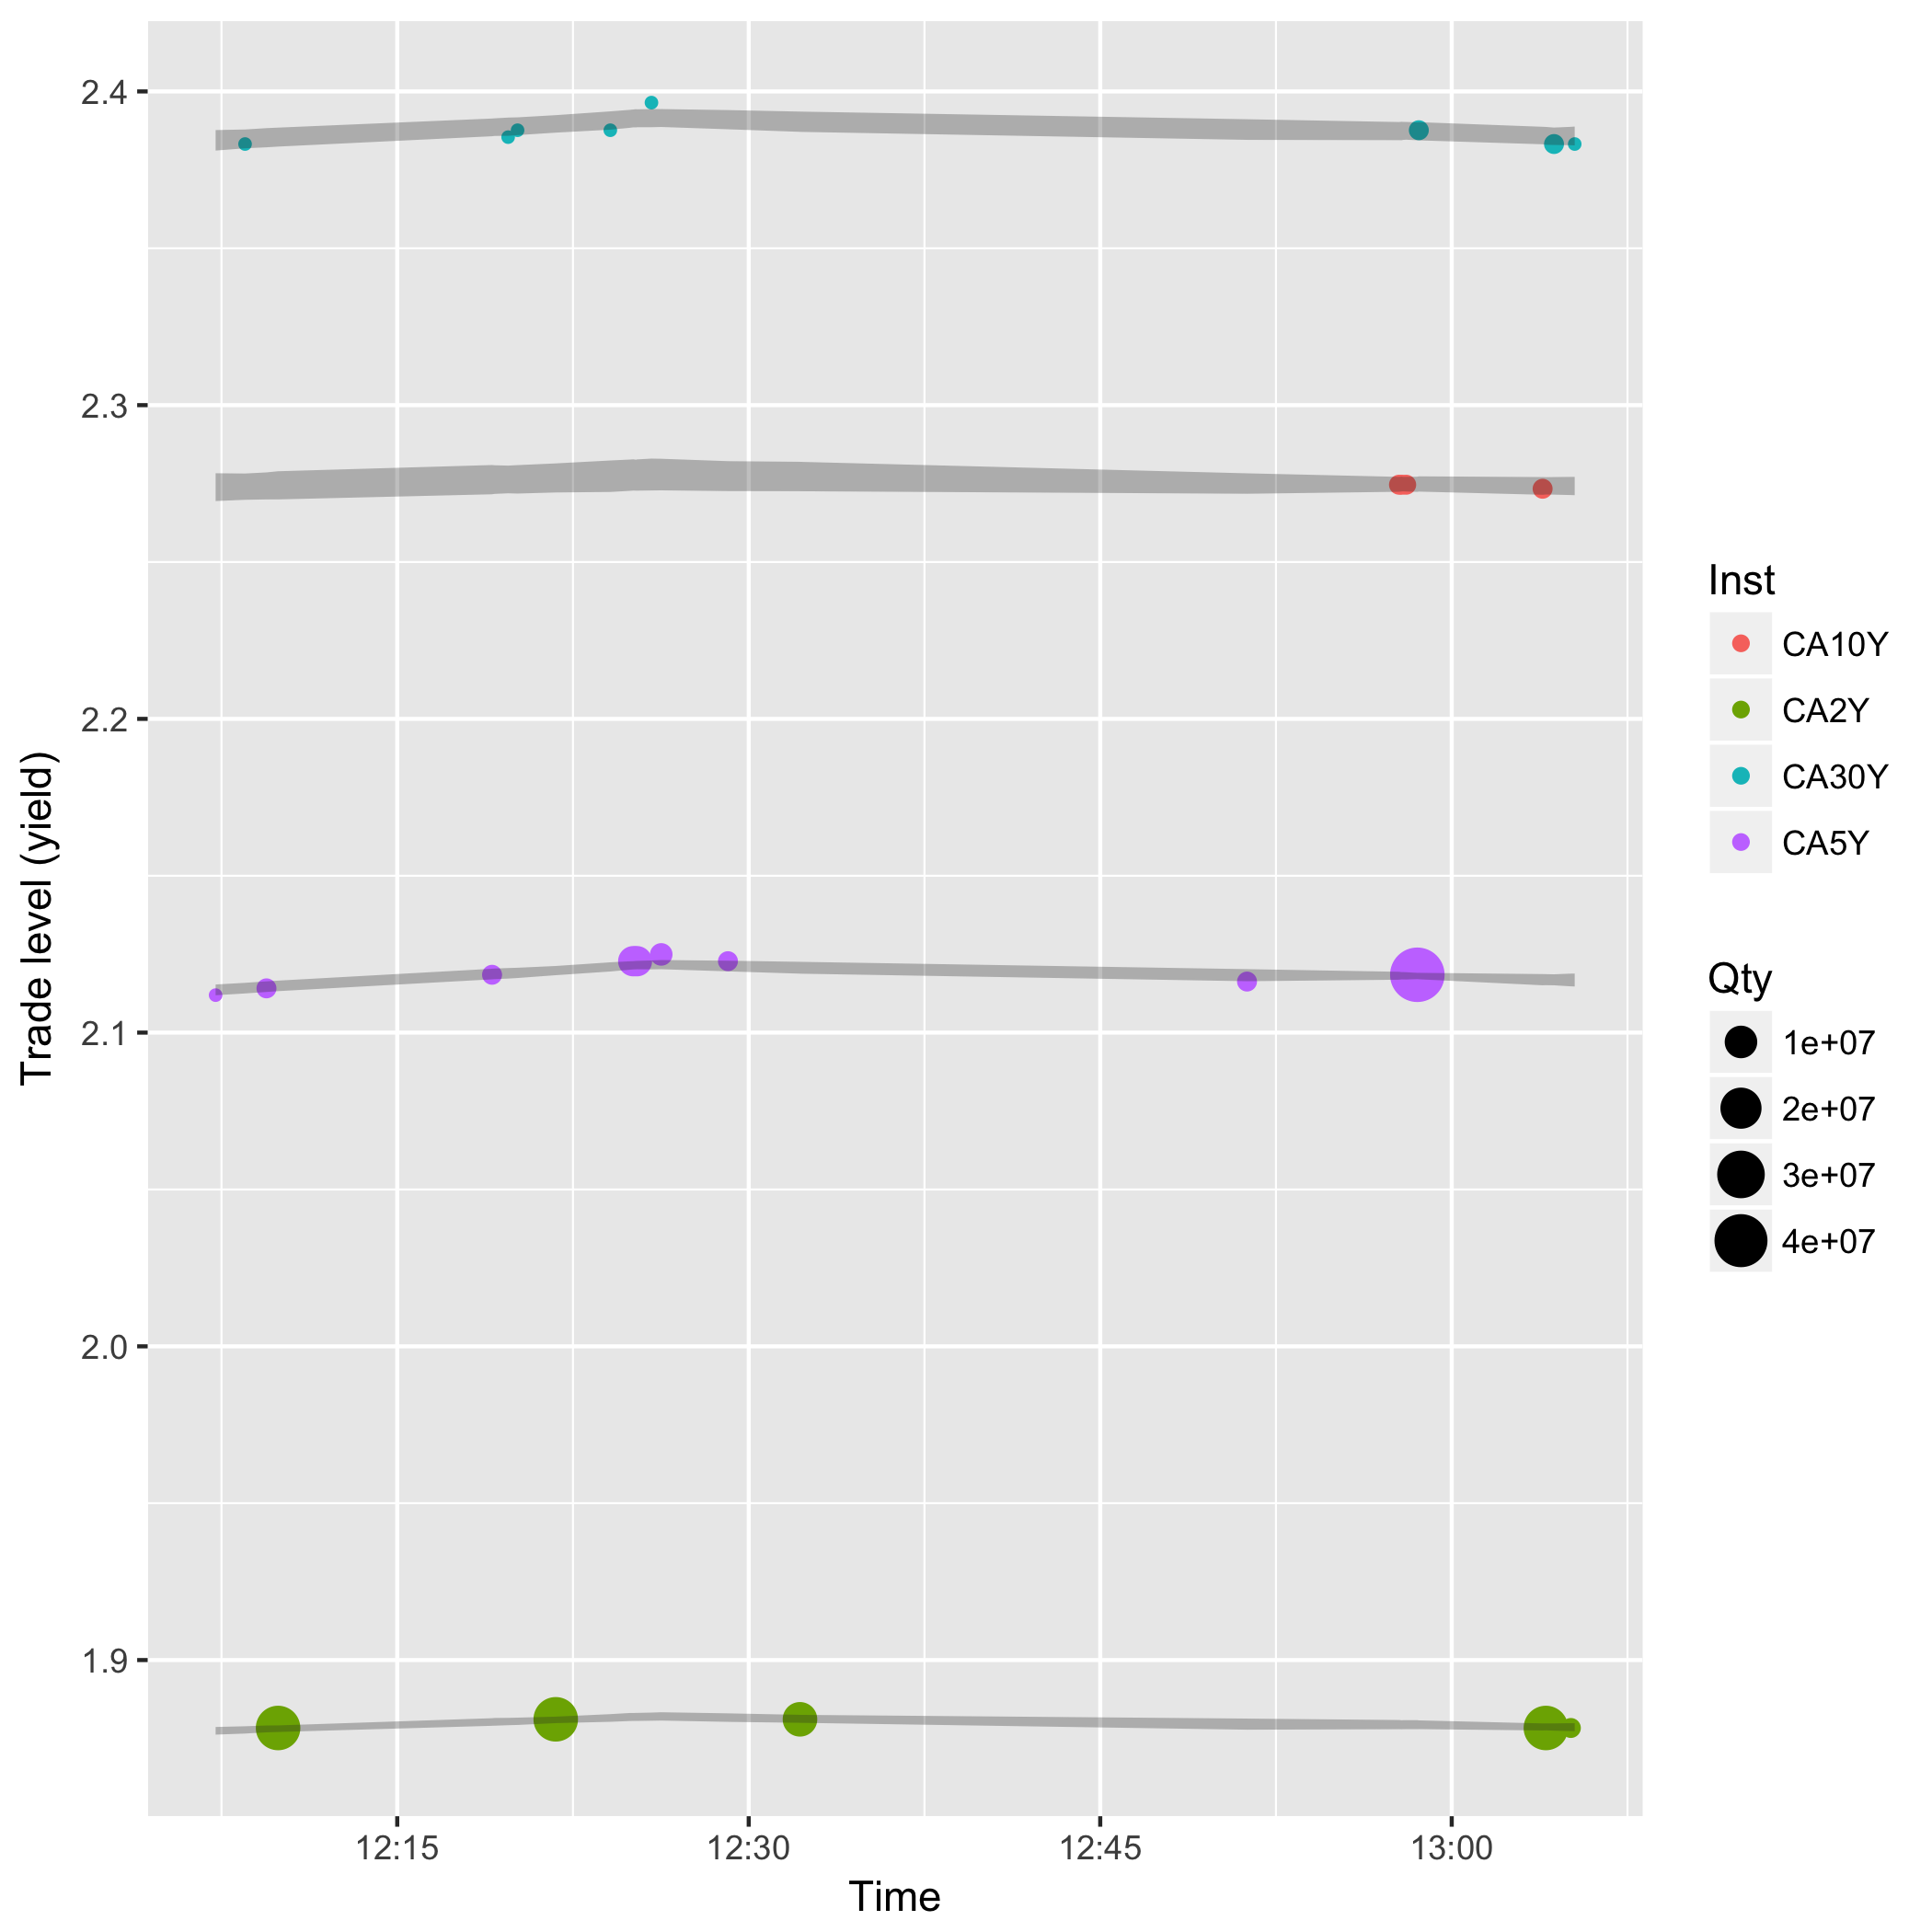 2.4
2.3
2.2
2.1
2.0
1.9
Trade level (yield)
12:15
12:30
12:45
13:00
Time
Inst
CA10Y
CA2Y
CA30Y
CA5Y
Qty
1e+07
2e+07
3e+07
4e+07